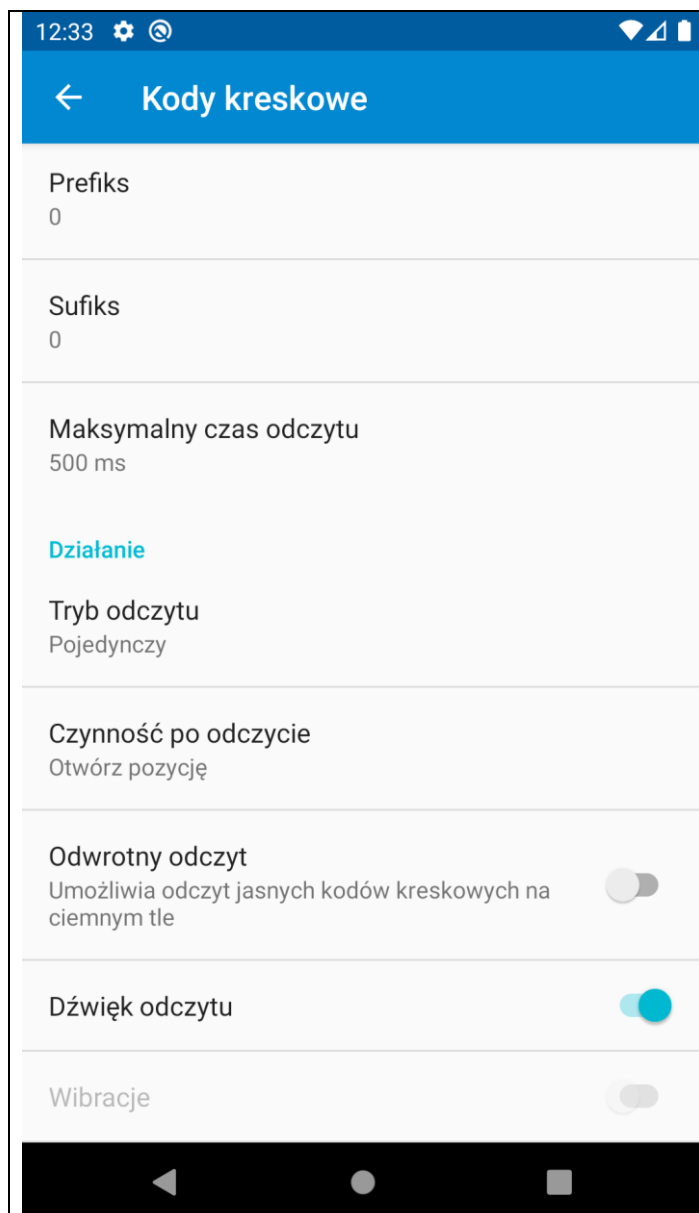 12:33
Kody kreskowe
Prefiks
0
Sufiks
0
Maksymalny czas odczytu
500 ms
Działanie
Tryb odczytu
Pojedynczy
Czynność po odczycie
Otwórz pozycję
Odwrotny odczyt
Umożliwia odczyt jasnych kodów kreskowych na
ciemnym tle
Dźwięk odczytu
Wibracje